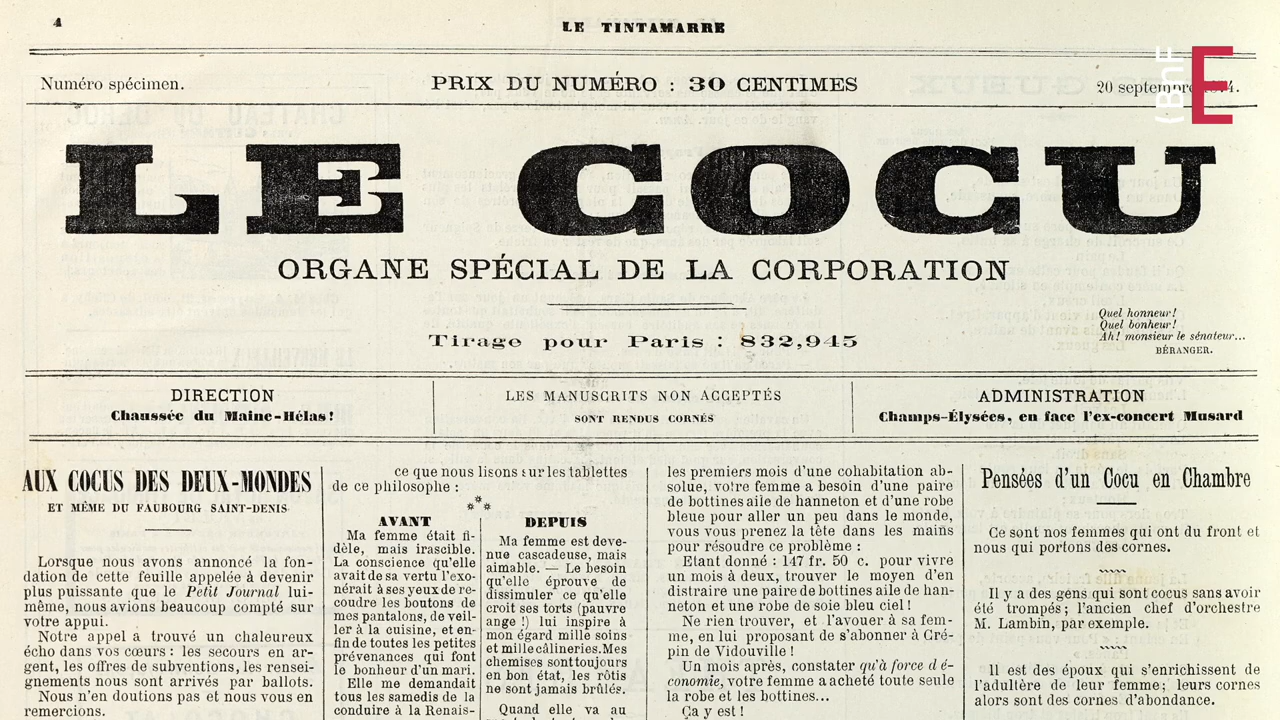 4
LE TINTAMARRE
Numéro spécimen.
PRIX DU NUMÉRO : 30 CENTIMES
20 septembre
LE COCU
ORGANE SPÉCIAL DE LA CORPORATION
Tirage pour Paris : 832,945
Quel honneur!
Quel bonheur!
Ah! monsieur le sénateur...
BÉRANGER.
DIRECTION
Chaussée du Maine-Hélas!
LES MANUSCRITS NON ACCEPTÉS
SONT RENDUS CORNÉS
ADMINISTRATION
Champs-Élysées, en face l'ex-concert Musard
AUX COCUS DES DEUX-MONDES
ET MÊME DU FAUBOURG SAINT-DENIS
Lorsque nous avons annoncé la fon-
dation de cette feuille appelée à devenir
plus puissante que le Petit Journal lui-
même, nous avions beaucoup compté sur
votre appui.
Notre appel a trouvé un chaleureux
écho dans vos cœurs : les secours en ar-
gent, les offres de subventions, les rensei-
gnements nous sont arrivés par ballots.
Nous n'en doutions pas et nous vous en
remercions.
ce que nous lisons sur les tablettes
de ce philosophe :
AVANT
Ma femme était fi-
dèle, mais irascible.
La conscience qu'elle
avait de sa vertu l'exo-
nérait à ses yeux de re-
coudre les boutons de
mes pantalons, de veil-
ler à la cuisine, et en-
fin de toutes les petites
prévenances qui font
le bonheur d'un mari.
Elle me demandait
tous les samedis de la
conduire à la Renais-
DEPUIS
Ma femme est deve-
nue cascadeuse, mais
aimable. — Le besoin
qu'elle éprouve de
dissimuler ce qu'elle
croit ses torts (pauvre
ange !) lui inspire à
mon égard mille soins
et mille câlineries. Mes
chemises sont toujours
en bon état, les rôtis
ne sont jamais brûlés.
Quand elle va au
les premiers mois d'une cohabitation ab-
solue, votre femme a besoin d'une paire
de bottines aile de hanneton et d'une robe
bleue pour aller un peu dans le monde,
vous vous prenez la tête dans les mains
pour résoudre ce problème :
Etant donné : 147 fr. 50 c. pour vivre
un mois à deux, trouver le moyen d'en
distraire une paire de bottines aile de han-
neton et une robe de soie bleu ciel !
Ne rien trouver, et l'avouer à sa fem-
me, en lui proposant de s'abonner à Cré-
pin de Vidouville !
Un mois après, constater qu'à force d'é-
conomie, votre femme a acheté toute seule
la robe et les bottines...
Ça y est !
Pensées d'un Cocu en Chambre
Ce sont nos femmes qui ont du front et
nous qui portons des cornes.
Il y a des gens qui sont cocus sans avoir
été trompés ; l'ancien chef d'orchestre
M. Lambin, par exemple.
Il est des époux qui s'enrichissent de
l'adultère de leur femme ; leurs cornes
alors sont des cornes d'abondance.
(BnF
E